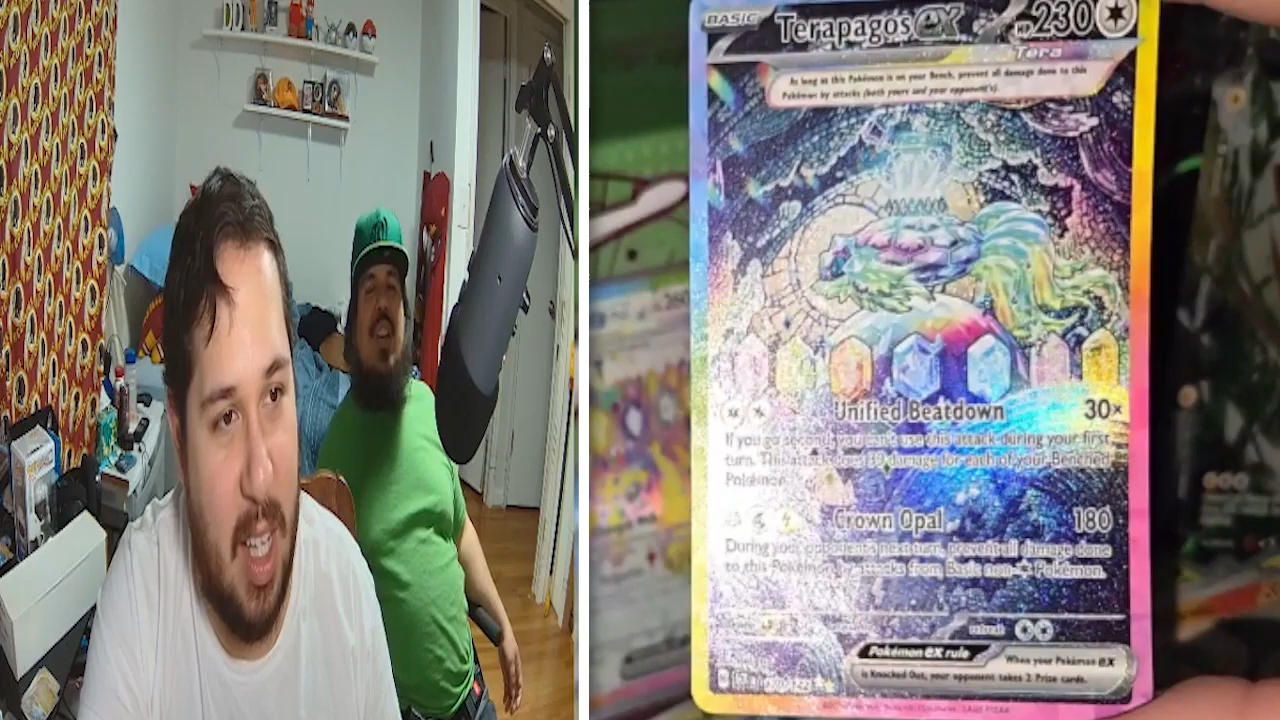 BASIC
Terapagos ex HP 230
Tera
As long as this Pokémon is on your Bench, prevent all damage done to this
Pokémon by attacks (both yours and your opponent's).
Unified Beatdown 30×
If you go second, you can't use this attack during your first
turn. This attack does 30 damage for each of your Benched
Pokémon.
Crown Opal 180
During your opponent's next turn, prevent all damage done
to this Pokémon by attacks from Basic non- Pokémon.
retreat
Pokémon ex rule
When your Pokémon ex
is Knocked Out, your opponent takes 2 Prize cards.